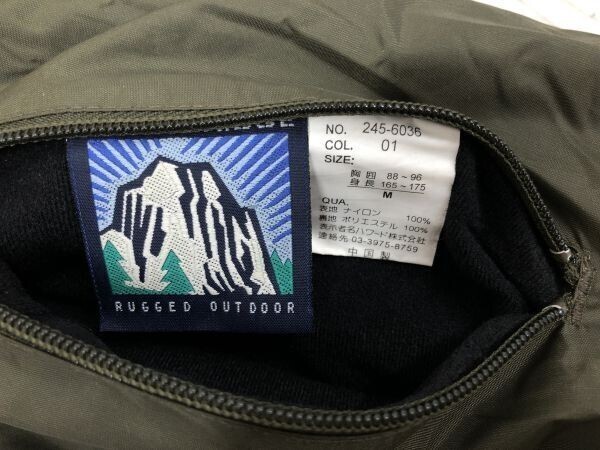 NO. 245-6036
COL. 01
SIZE:
胸囲 88~96
身長 165~175
M
QUA.
表地 ナイロン 100%
裏地 ポリエステル 100%
表示者名ハワード株式会社
連絡先 03-3975-8759
中国製
RUGGED OUTDOOR